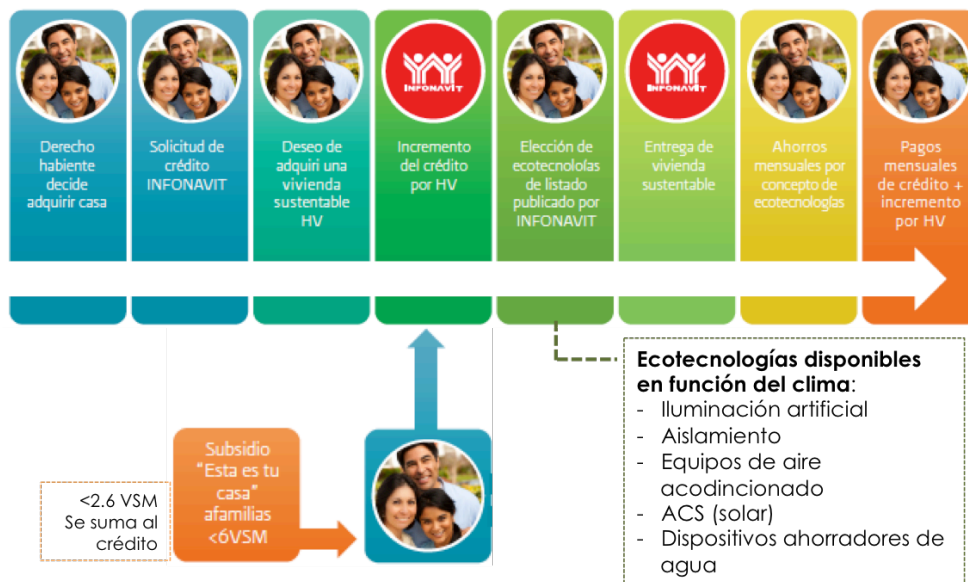 Derecho
habiente
decide
adquirir casa
Solicitud de
crédito
INFONAVIT
Deseo de
adquiri una
vivienda
sustentable
HV
INFONAVIT
Incremento
del crédito
por HV
Elección de
ecotecnoloías
de listado
publicado por
INFONAVIT
INFONAVIT
Entrega de
vivienda
sustentable
Ahorros
mensuales por
concepto de
ecotecnologías
Pagos
mensuales
de crédito +
incremento
por HV
<2.6 VSM
Se suma al
crédito
Subsidio
"Esta es tu
casa"
afamilias
<6VSM
Ecotecnologías disponibles
en función del clima:
- Iluminación artificial
- Aislamiento
- Equipos de aire
acodincionado
- ACS (solar)
- Dispositivos ahorradores de
agua